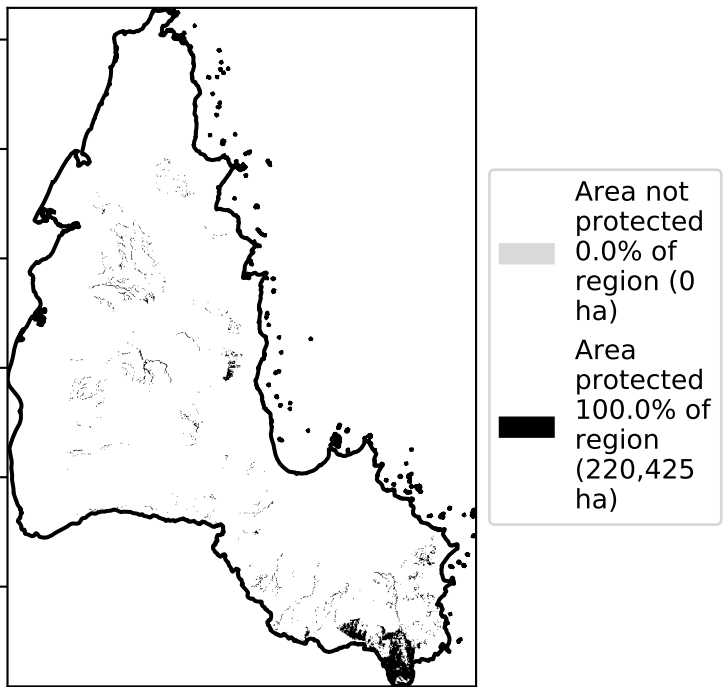 Area not
protected
0.0% of
region (0
ha)
Area
protected
100.0% of
region
(220,425
ha)